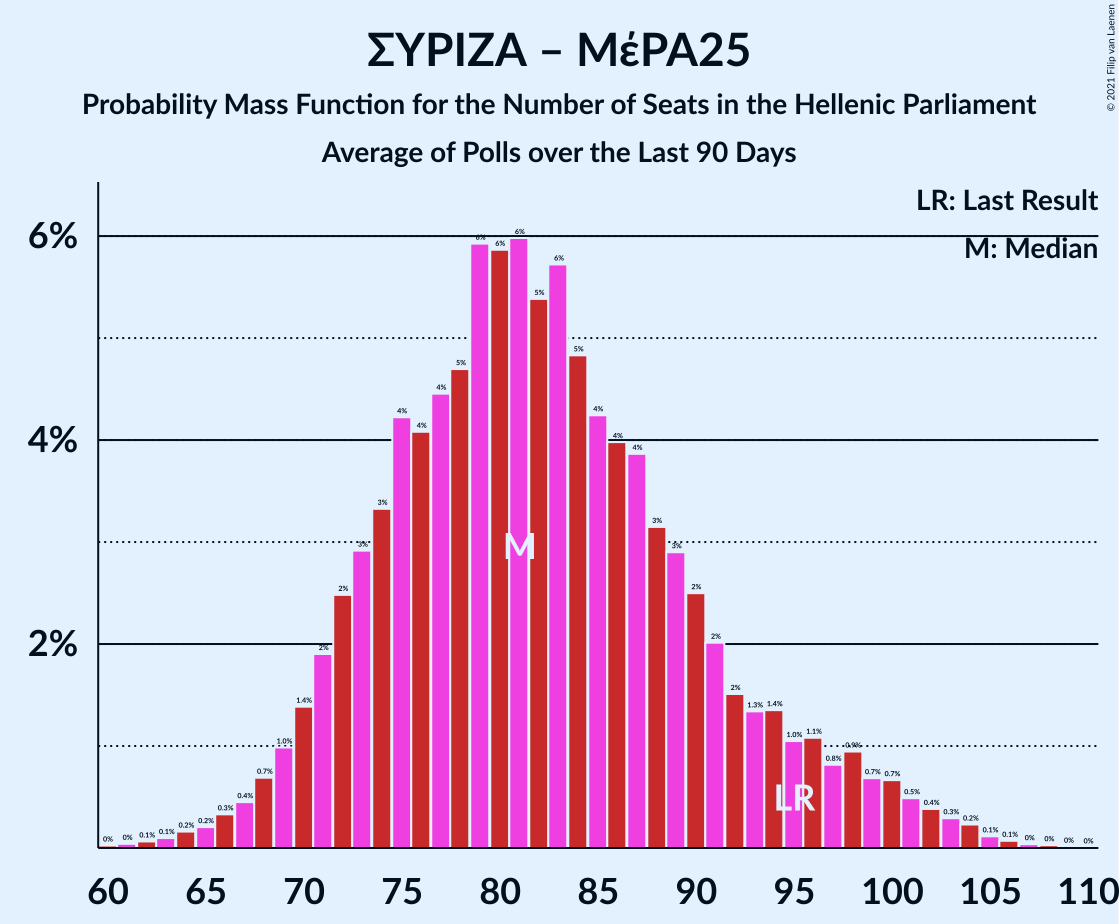 ΣΥΡΙΖΑ – ΜέΡΑ25
Probability Mass Function for the Number of Seats in the Hellenic Parliament
Average of Polls over the Last 90 Days
© 2021 Filip van Laenen
LR: Last Result
M: Median
6%
4%
2%
0% 0% 0.1% 0.1% 0.2% 0.2% 0.3% 0.4% 0.7% 1.0% 1.4% 2% 2% 3% 3% 4% 4% 4% 5% 6% 6% 6% 5% 6% 5% 4% 4% 4% 3% 3% 2% 2% 2% 1.3% 1.4% 1.0% 1.1% 0.8% 0.9% 0.7% 0.7% 0.5% 0.4% 0.3% 0.2% 0.1% 0.1% 0% 0% 0% 0%
M
LR
60 65 70 75 80 85 90 95 100 105 110